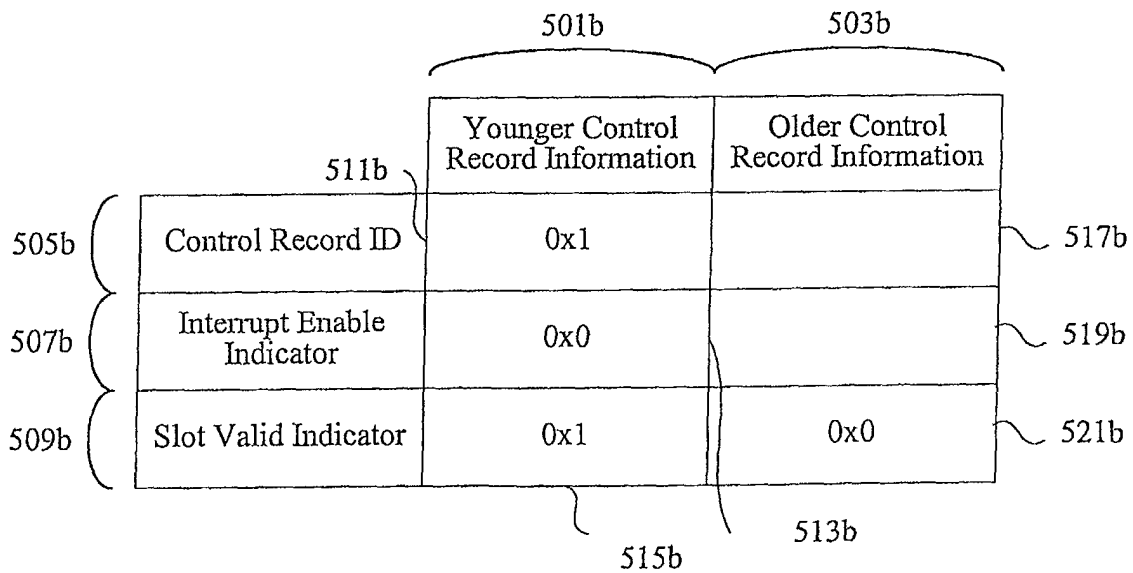 501b
503b
Younger Control
Record Information
Older Control
Record Information
511b
505b
Control Record ID
0x1
517b
507b
Interrupt Enable
Indicator
0x0
519b
509b
Slot Valid Indicator
0x1
0x0
521b
513b
515b